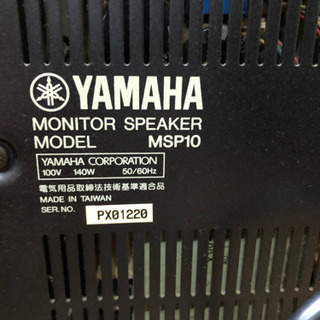 YAMAHA
MONITOR SPEAKER
MODEL MSP10
YAMAHA CORPORATION
100V 140W 50/60Hz
電気用品取締法技術基準適合品
MADE IN TAIWAN
SER.NO. PX01220